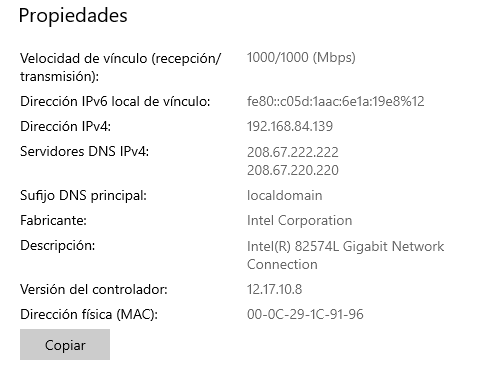 Propiedades
Velocidad de vínculo (recepción/ 1000/1000 (Mbps)
transmisión):
Dirección IPv6 local de vínculo: fe80::c05d:1aac:6e1a:19e8%12
Dirección IPv4: 192.168.84.139
Servidores DNS IPv4: 208.67.222.222
208.67.220.220
Sufijo DNS principal: localdomain
Fabricante: Intel Corporation
Descripción: Intel(R) 82574L Gigabit Network
Connection
Versión del controlador: 12.17.10.8
Dirección física (MAC): 00-0C-29-1C-91-96
Copiar